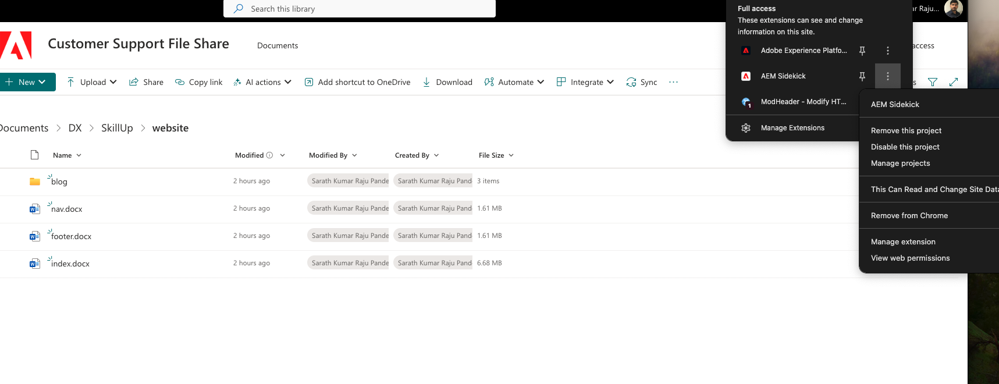 Search this library
Full access
These extensions can see and change
information on this site.
ar Raju...
Customer Support File Share
Documents
Adobe Experience Platfo...
access
New
Upload
Share
Copy link
AI actions
Add shortcut to OneDrive
Download
Automate
Integrate
Sync
...
AEM Sidekick
s
ModHeader - Modify HT...
1
Manage Extensions
AEM Sidekick
Remove this project
Disable this project
Manage projects
This Can Read and Change Site Data
Remove from Chrome
Manage extension
View web permissions
Documents > DX > SkillUp > website
Name
Modified
Modified By
Created By
File Size
blog
2 hours ago
Sarath Kumar Raju Pande
Sarath Kumar Raju Pand
3 items
nav.docx
2 hours ago
Sarath Kumar Raju Pande
Sarath Kumar Raju Pand
1.61 MB
footer.docx
2 hours ago
Sarath Kumar Raju Pande
Sarath Kumar Raju Pand
1.61 MB
index.docx
2 hours ago
Sarath Kumar Raju Pande
Sarath Kumar Raju Pand
6.68 MB